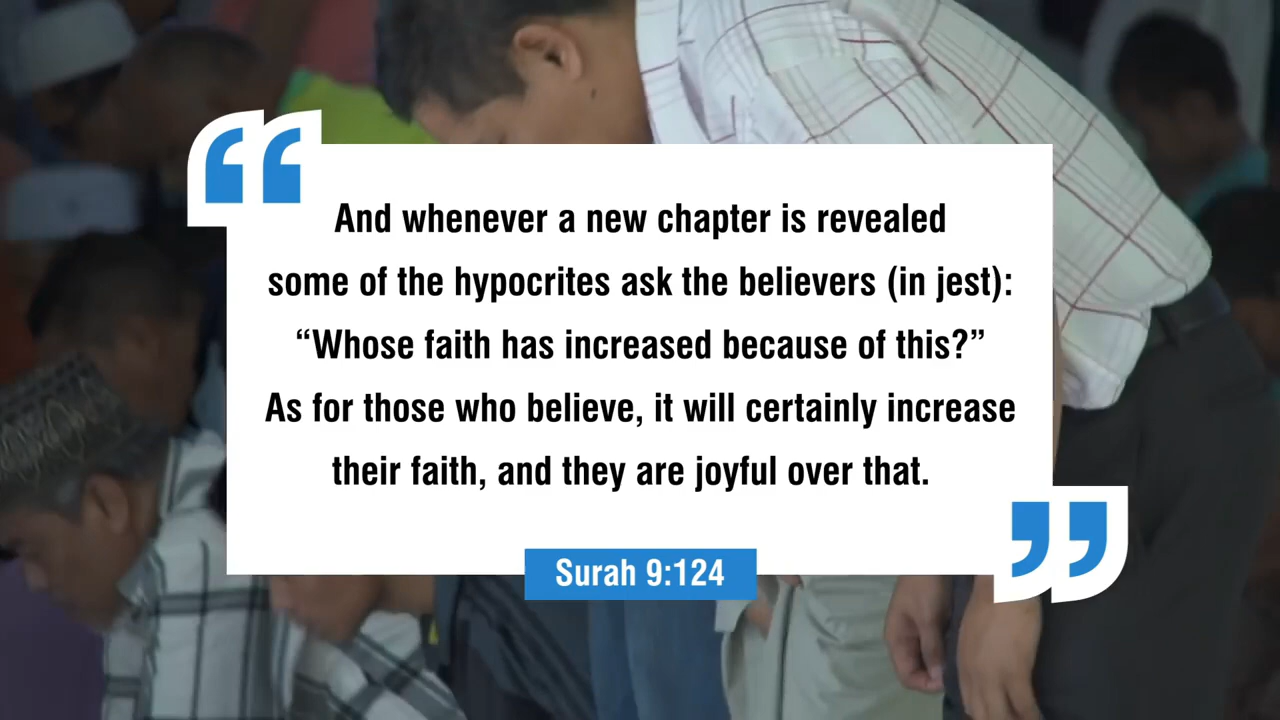 And whenever a new chapter is revealed
some of the hypocrites ask the believers (in jest):
“Whose faith has increased because of this?”
As for those who believe, it will certainly increase
their faith, and they are joyful over that.
Surah 9:124